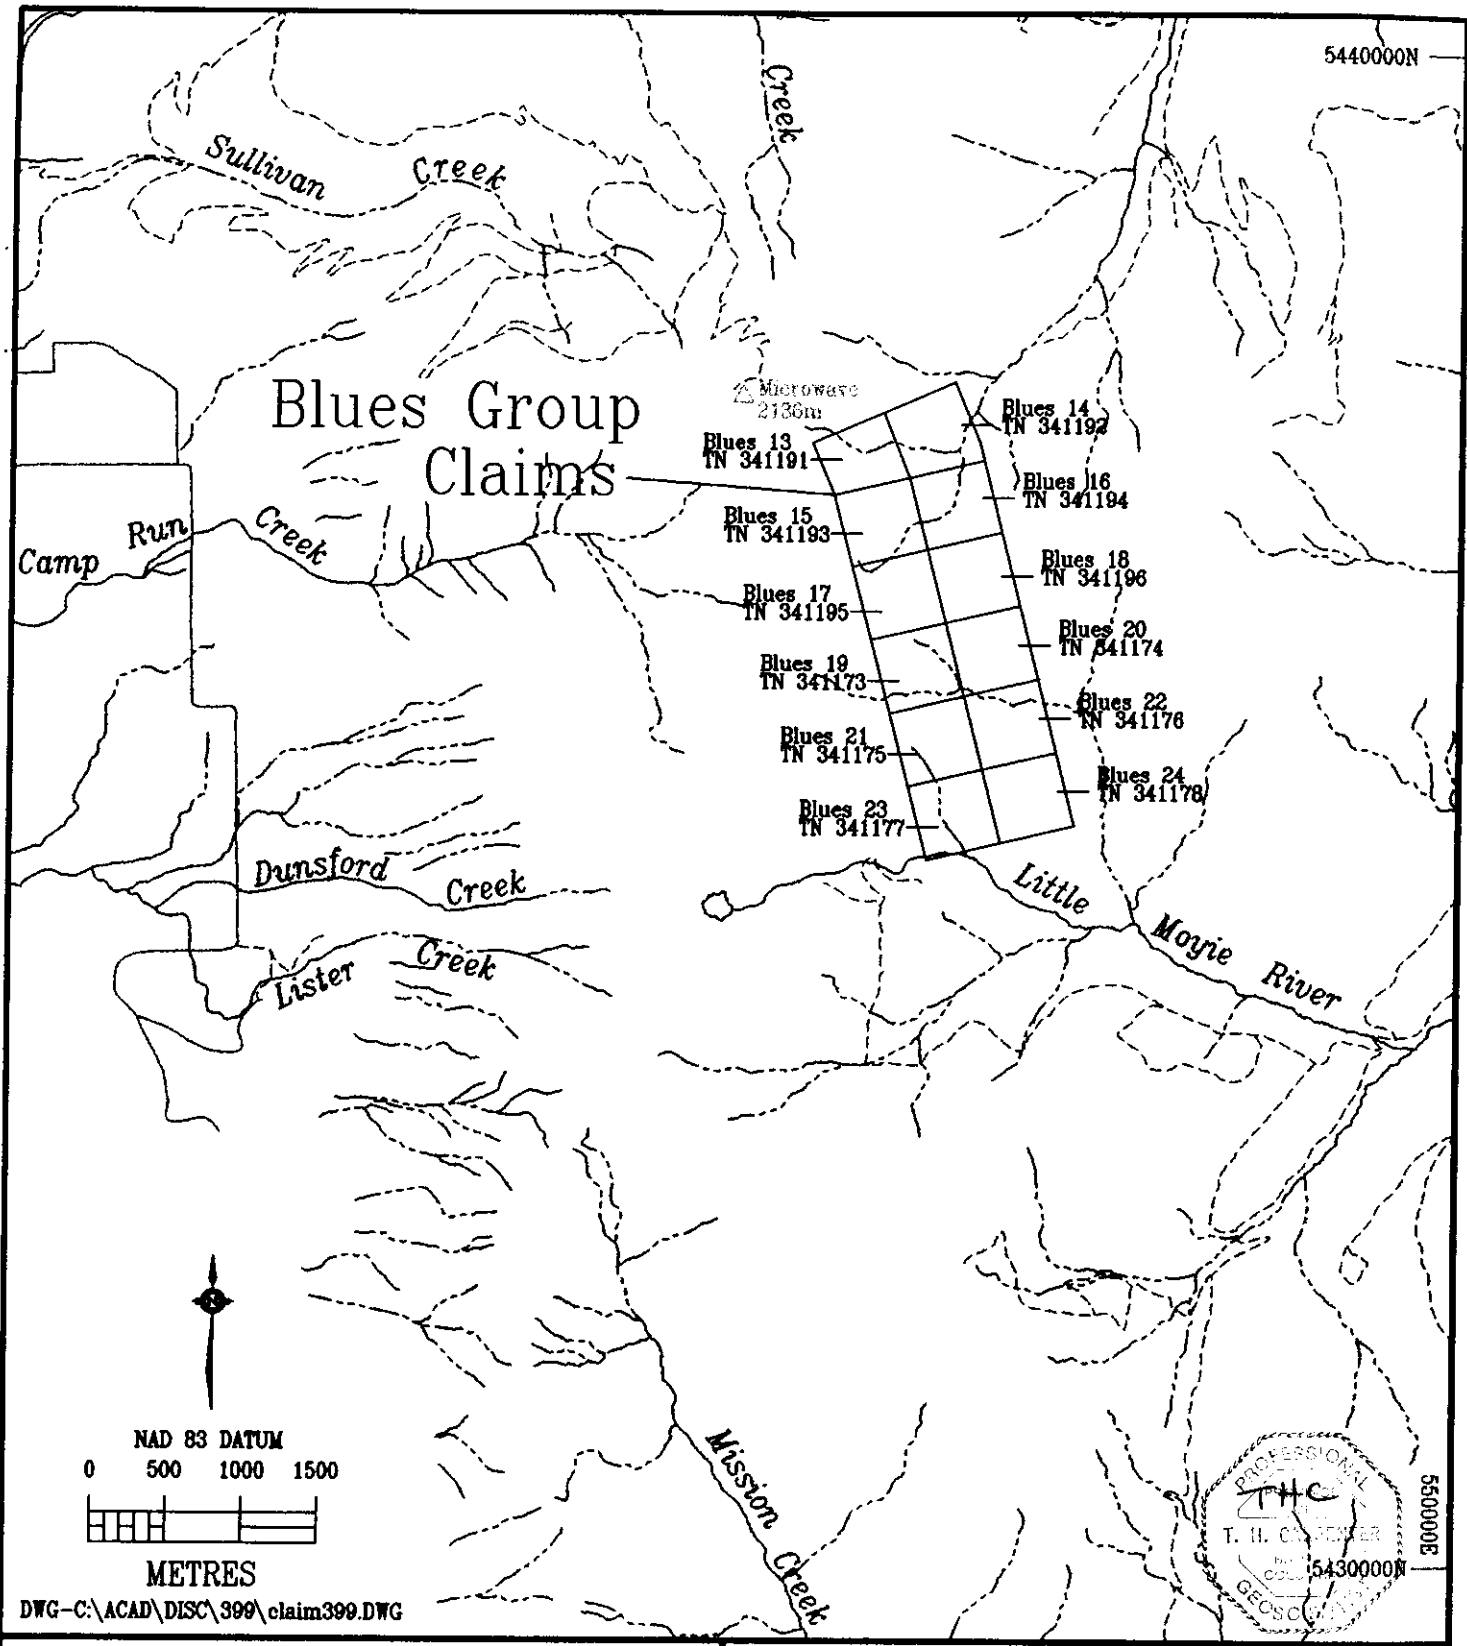 5440000N
Creek
Sullivan Creek
Microwave
2136m
Blues Group
Claims
Blues 14
TN 341192
Blues 13
TN 341191
Blues 16
TN 341194
Blues 15
TN 341193
Camp Run Creek
Blues 18
TN 341196
Blues 17
TN 341195
Blues 20
TN 341174
Blues 19
TN 341173
Blues 22
TN 341176
Blues 21
TN 341175
Blues 24
TN 341178
Blues 23
TN 341177
Dunsford Creek
Little Moyie River
Lister Creek
N
NAD 83 DATUM
0 500 1000 1500
METRES
DWG-C:\ACAD\DISC\399\claim399.DWG
Mission Creek
PROFESSIONAL
THC
T. H.
550000E
5430000N